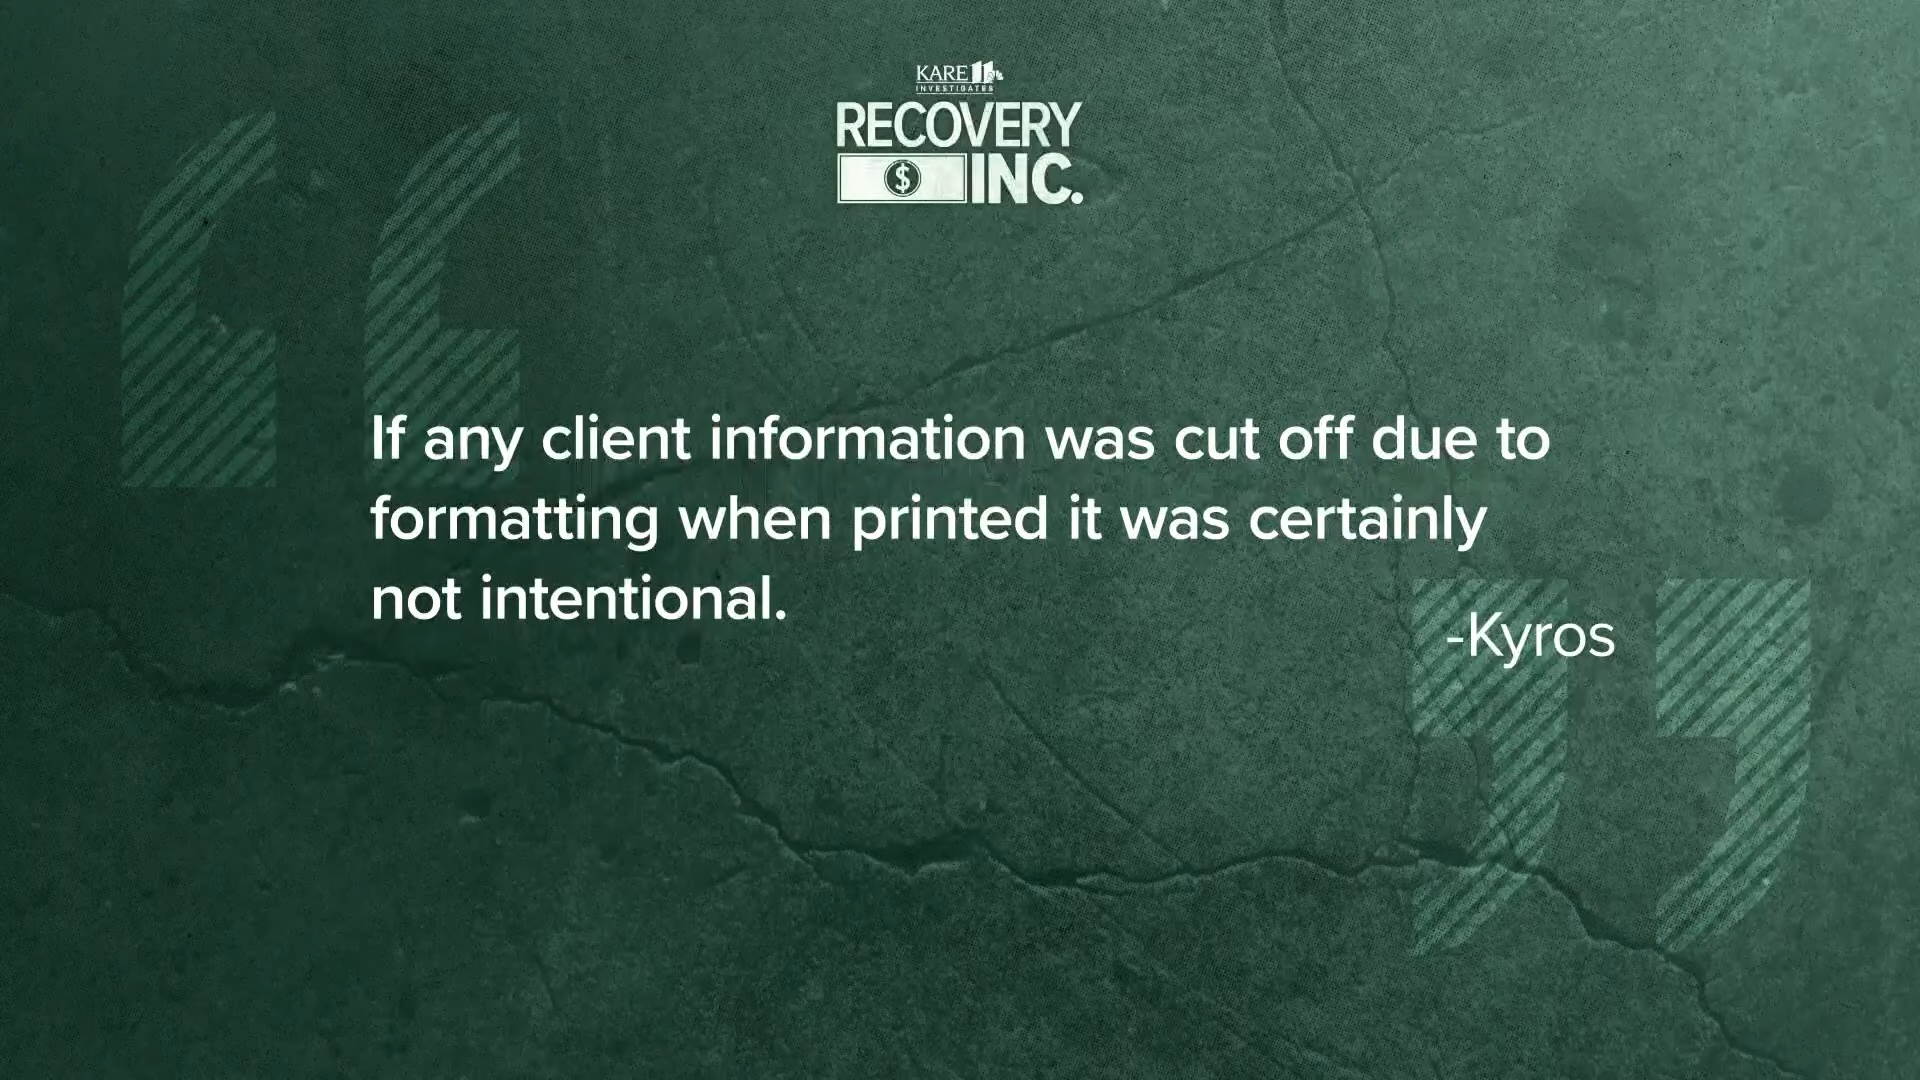 KARE 11
INVESTIGATES
RECOVERY
$ INC.
If any client information was cut off due to
formatting when printed it was certainly
not intentional.
-Kyros